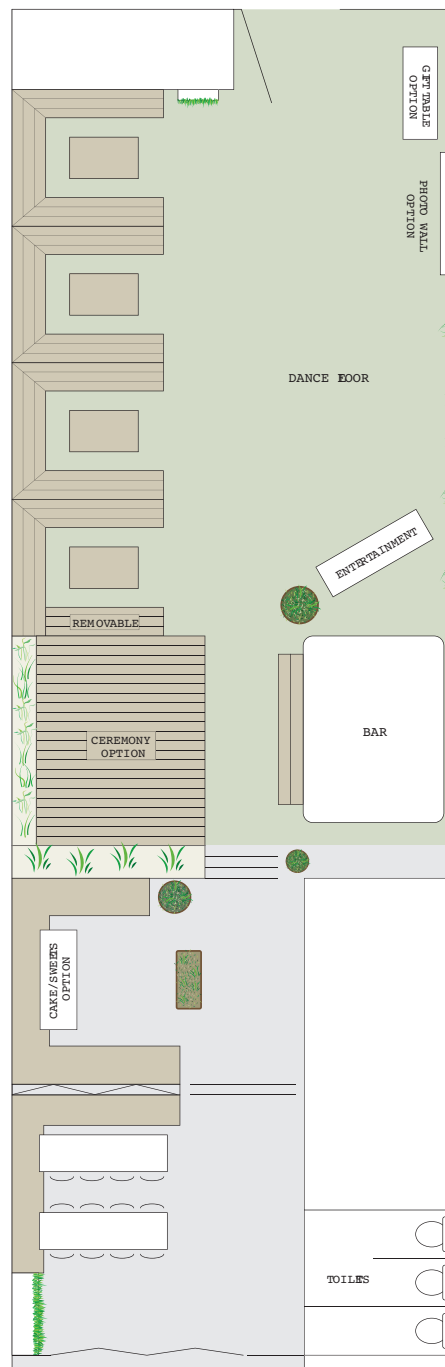 GIFT TABLE
OPTION
PHOTO WALL
OPTION
DANCE FLOOR
ENTERTAINMENT
REMOVABLE
BAR
CEREMONY
OPTION
CAKE/SWEETS
OPTION
TOILETS